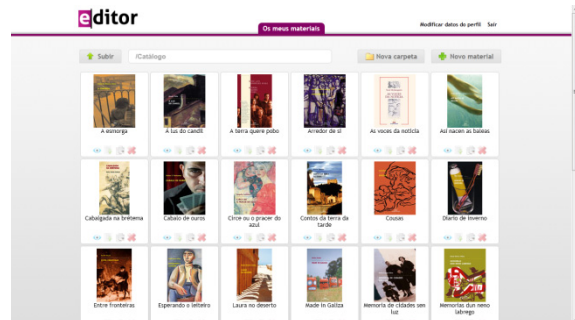 editor
Os meus materiais
Modificar datos do perfil Sair
Subir
/Catálogo
Nova carpeta
Novo material
A esmorga
A lus do candil
A terra quere pobo
Arredor de si
As voces da noticia
Así nacen as baleas
Cabalgada na brétema
Cabalo de ouros
Circe ou o pracer do
azul
Contos da terra da
tarde
Cousas
Diario de inverno
Entre fronteiras
Esperando o leiteiro
Laura no deserto
Made in Galiza
Memoria de cidades sen
luz
Memorias dun neno
labrego